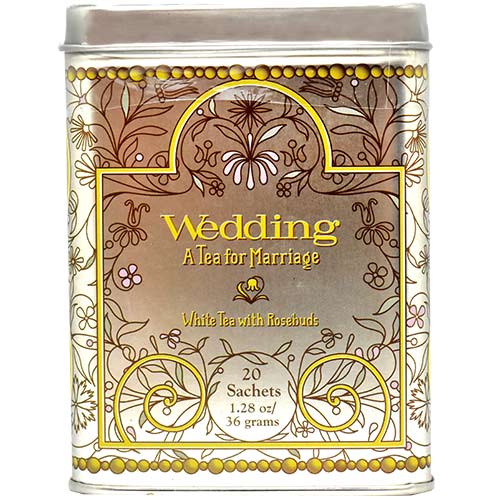 Wedding
A Tea for Marriage
White Tea with Rosebuds
20
Sachets
1.28 oz/
36 grams